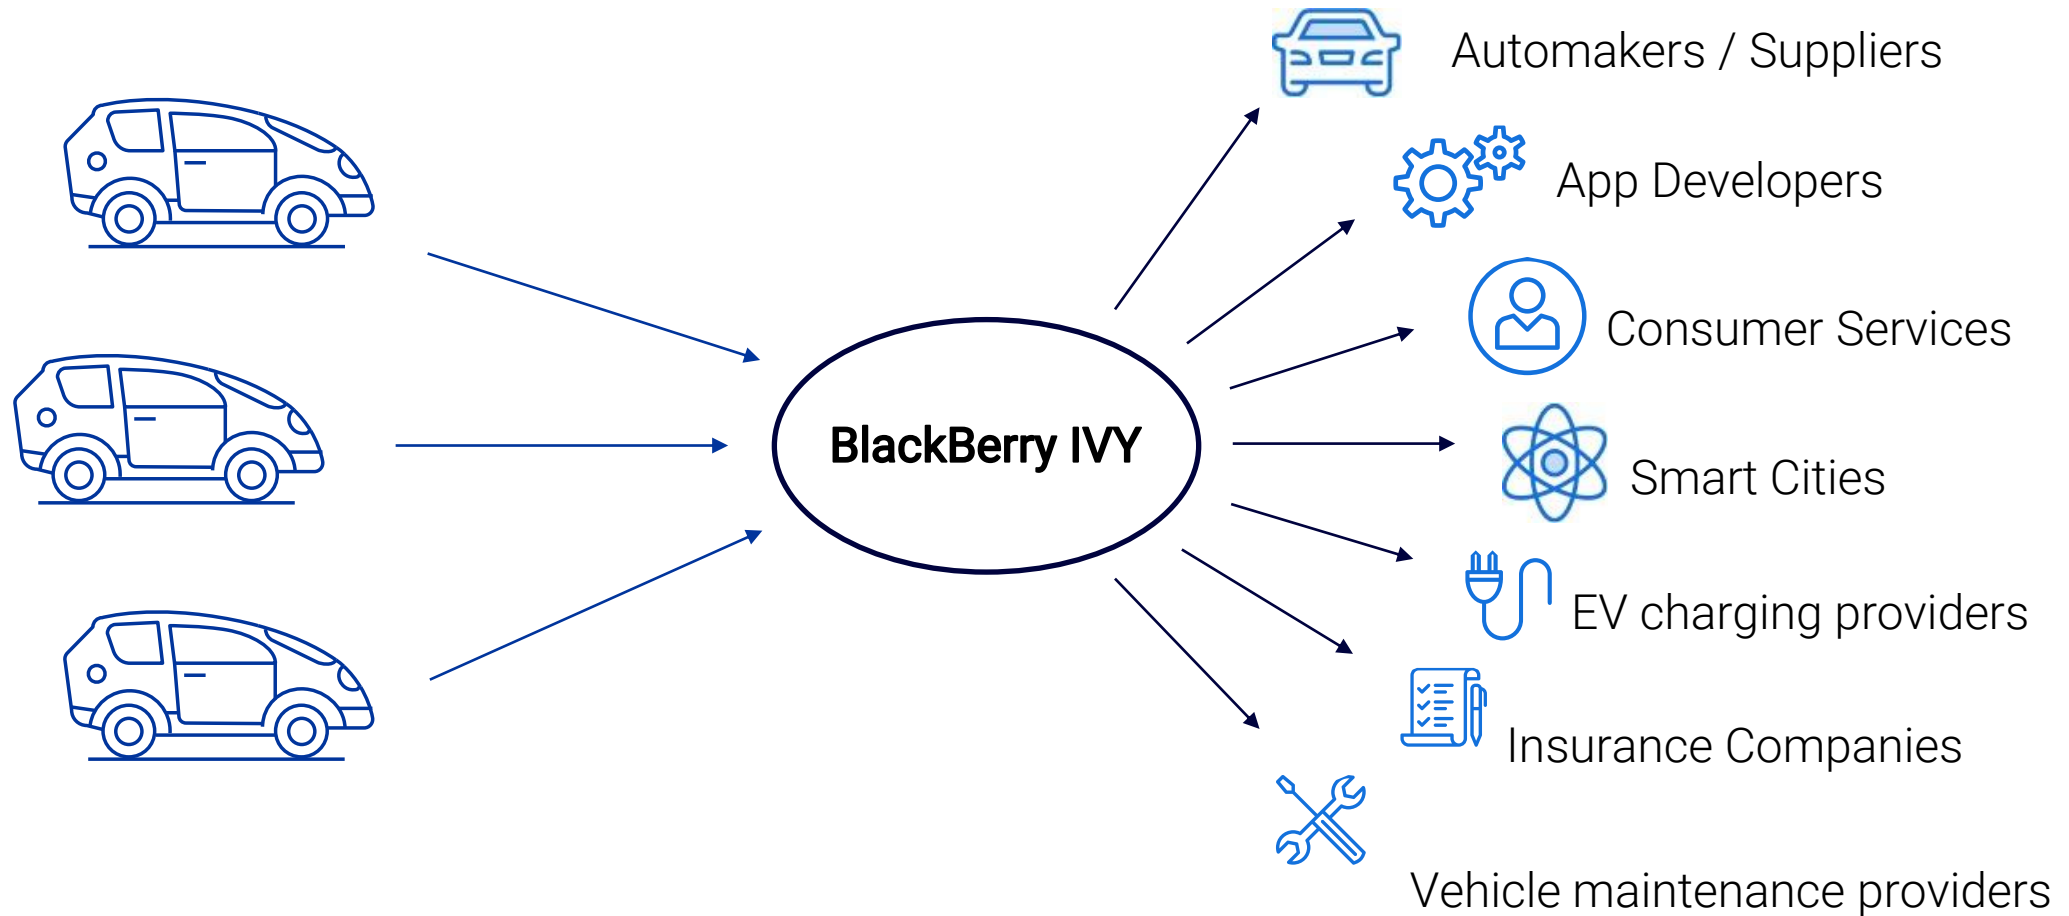 Automakers / Suppliers
App Developers
Consumer Services
BlackBerry IVY
Smart Cities
EV charging providers
Insurance Companies
Vehicle maintenance providers